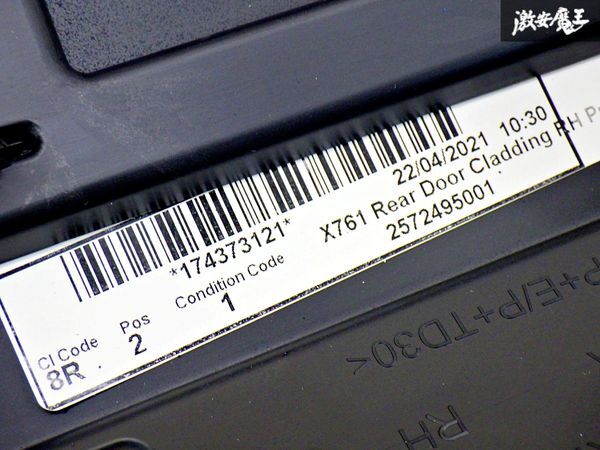 激安魔王
22/04/2021 10:30
*174373121*
X761 Rear Door Cladding RH
2572495001
CI Code Pos Condition Code
8R 2 1
P+E/P+TD30<
RH